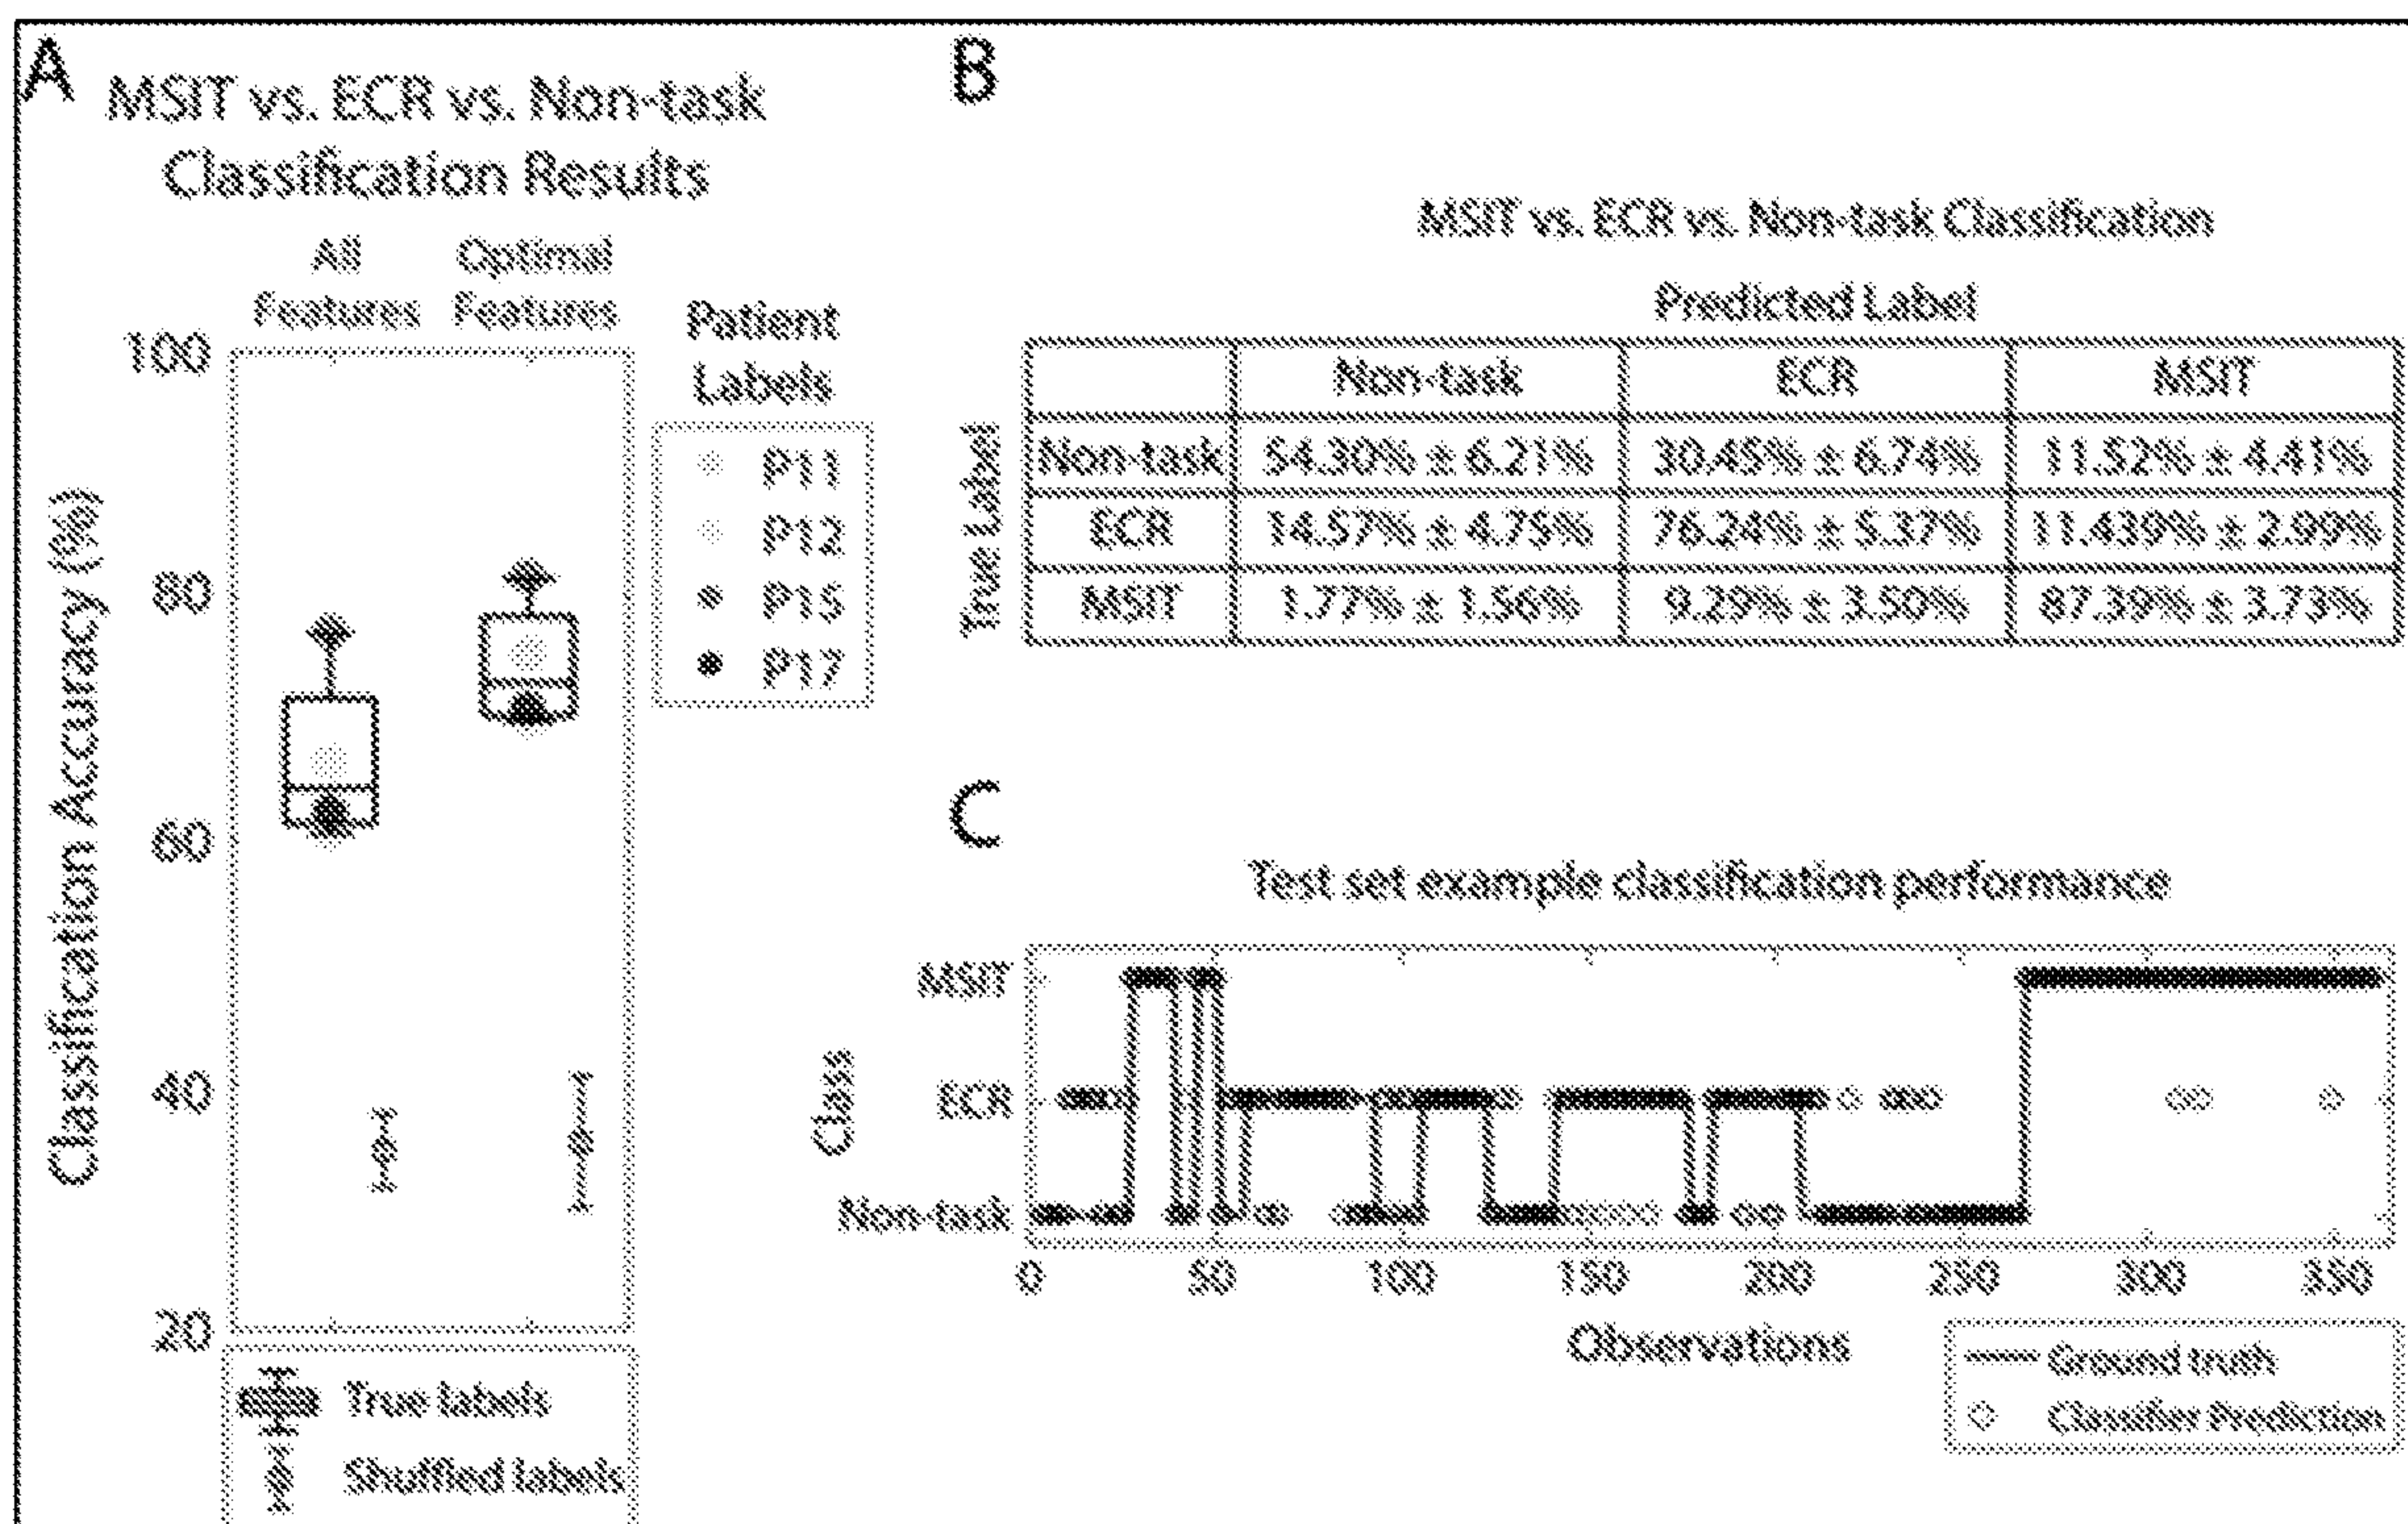 A
MSIT vs. ECR vs. Non-task
Classification Results
All
Features
Optimal
Features
Classification Accuracy (%)
100
80
60
40
20
Patient
Labels
P11
P12
P15
P17
True labels
Shuffled labels
B
MSIT vs. ECR vs. Non-task Classification
Predicted Label
True Label
Non-task ECR MSIT
Non-task 54.30% ± 6.21% 30.45% ± 6.74% 11.52% ± 4.41%
ECR 14.57% ± 4.75% 76.24% ± 5.37% 11.439% ± 2.99%
MSIT 1.77% ± 1.56% 9.29% ± 3.50% 87.39% ± 3.73%
C
Test set example classification performance
Class
MSIT
ECR
Non-task
0 50 100 150 200 250 300 350
Observations
Ground truth
Classifier Prediction